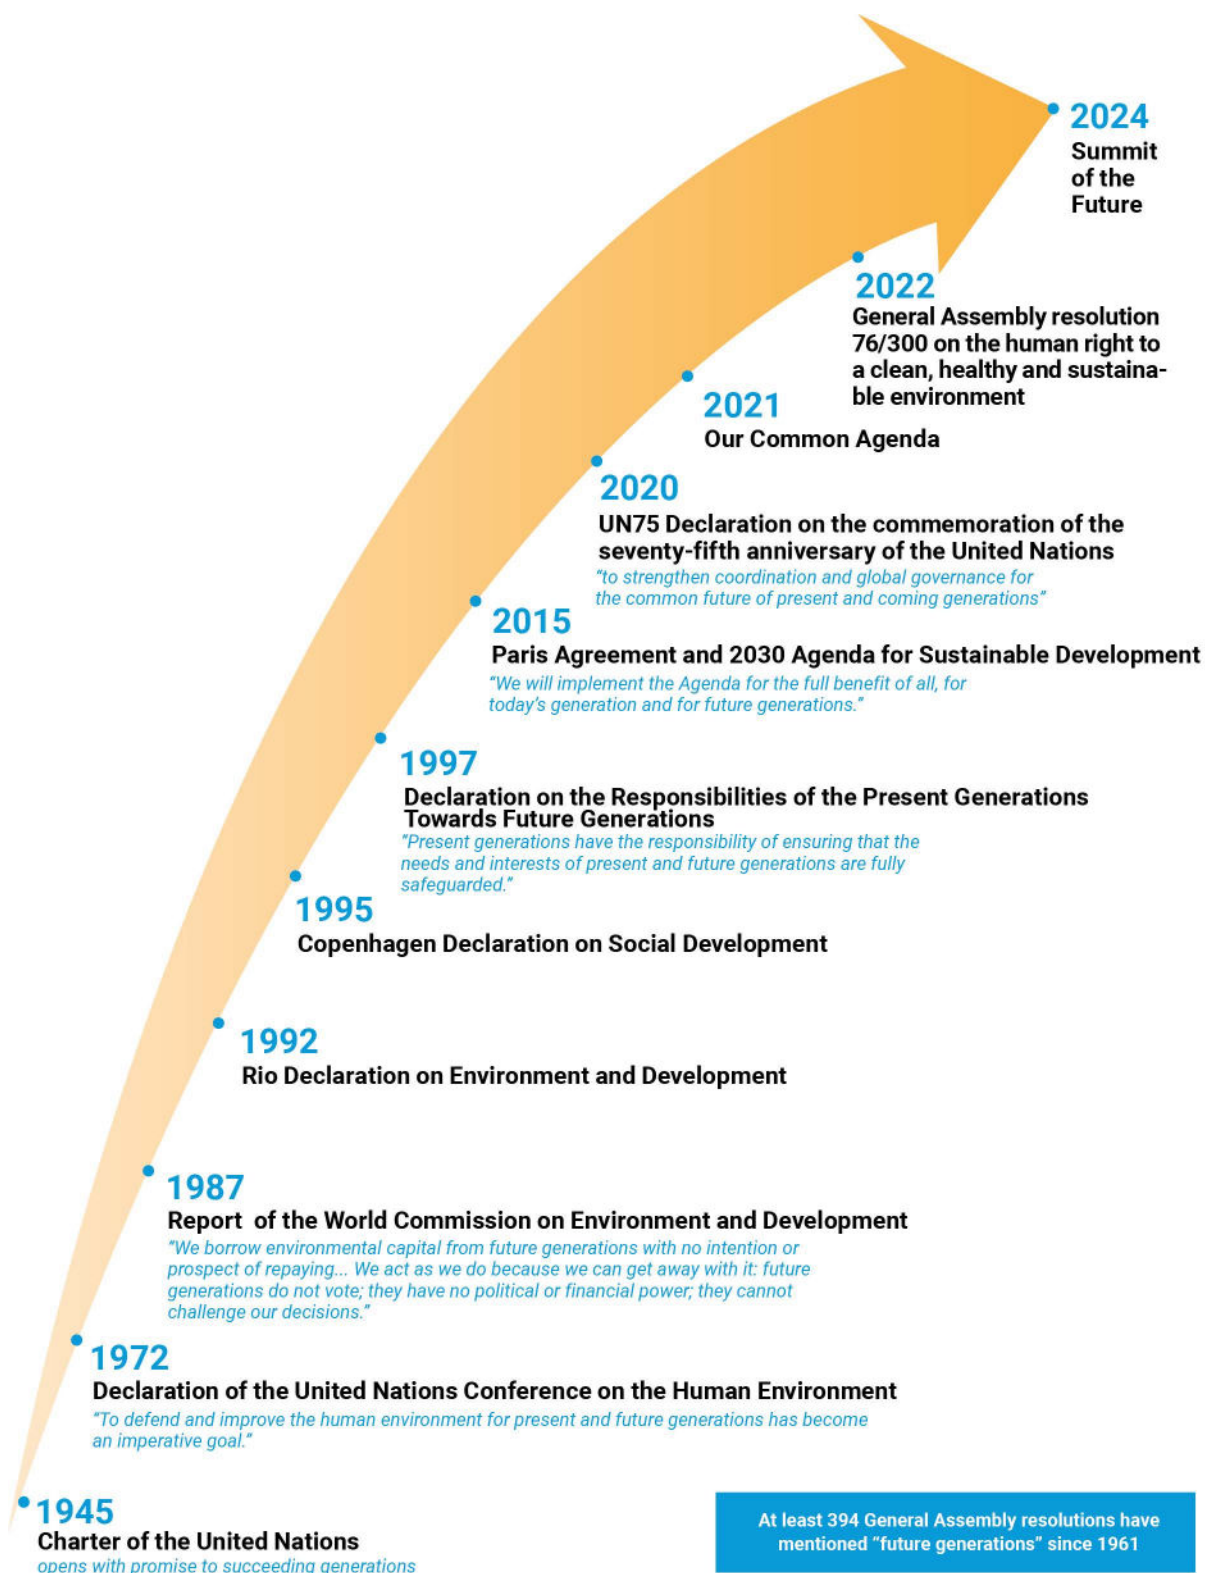 2024
Summit
of the
Future
2022
General Assembly resolution
76/300 on the human right to
a clean, healthy and sustaina-
ble environment
2021
Our Common Agenda
2020
UN75 Declaration on the commemoration of the
seventy-fifth anniversary of the United Nations
“to strengthen coordination and global governance for
the common future of present and coming generations”
2015
Paris Agreement and 2030 Agenda for Sustainable Development
“We will implement the Agenda for the full benefit of all, for
today’s generation and for future generations.”
1997
Declaration on the Responsibilities of the Present Generations
Towards Future Generations
“Present generations have the responsibility of ensuring that the
needs and interests of present and future generations are fully
safeguarded.”
1995
Copenhagen Declaration on Social Development
1992
Rio Declaration on Environment and Development
1987
Report  of the World Commission on Environment and Development
“We borrow environmental capital from future generations with no intention or
prospect of repaying... We act as we do because we can get away with it: future
generations do not vote; they have no political or financial power; they cannot
challenge our decisions.”
1972
Declaration of the United Nations Conference on the Human Environment
“To defend and improve the human environment for present and future generations has become
an imperative goal.”
1945
Charter of the United Nations
opens with promise to succeeding generations
At least 394 General Assembly resolutions have
mentioned “future generations” since 1961